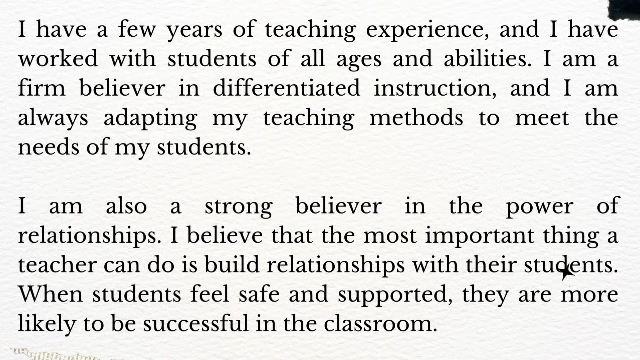 I have a few years of teaching experience, and I have
worked with students of all ages and abilities. I am a
firm believer in differentiated instruction, and I am
always adapting my teaching methods to meet the
needs of my students.
I am also a strong believer in the power of
relationships. I believe that the most important thing a
teacher can do is build relationships with their students.
When students feel safe and supported, they are more
likely to be successful in the classroom.